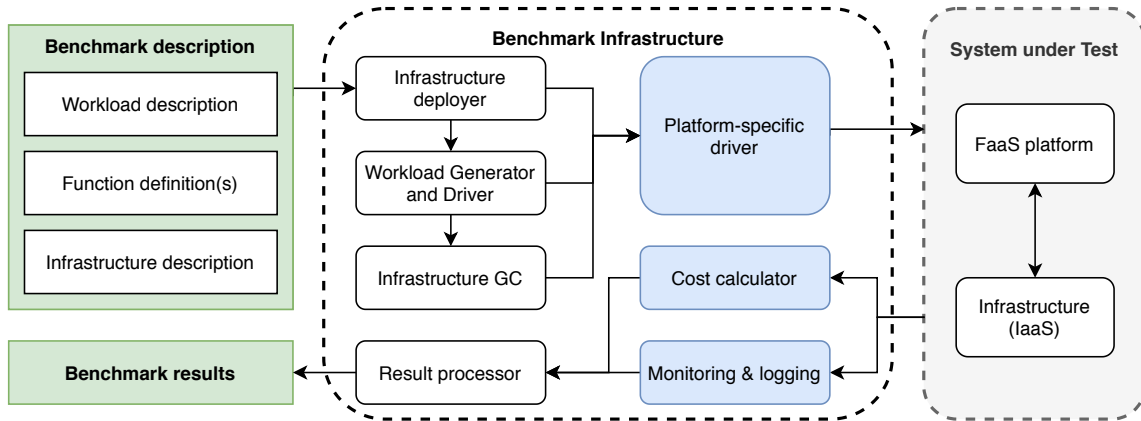 Benchmark description
Workload description
Function definition(s)
Infrastructure description
Benchmark results
Benchmark Infrastructure
Infrastructure
deployer
Workload Generator
and Driver
Infrastructure GC
Result processor
Platform-specific
driver
Cost calculator
Monitoring & logging
System under Test
FaaS platform
Infrastructure
(IaaS)